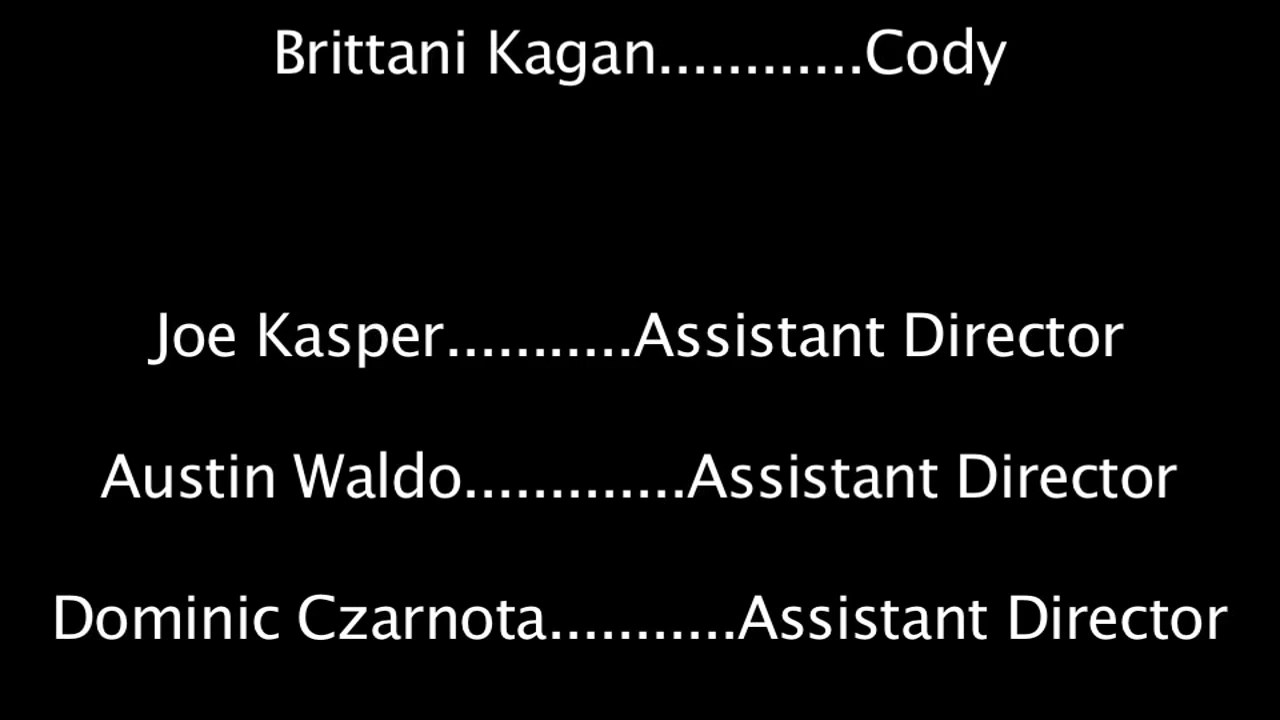 Brittani Kagan............Cody
Joe Kasper...........Assistant Director
Austin Waldo.............Assistant Director
Dominic Czarnota...........Assistant Director